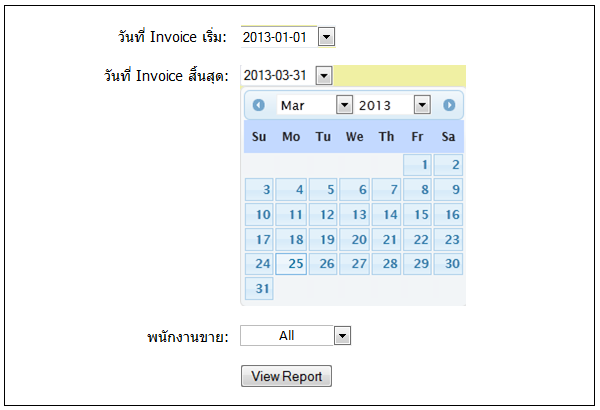 วันที่ Invoice เริ่ม: 2013-01-01
วันที่ Invoice สิ้นสุด: 2013-03-31
Mar 2013
Su Mo Tu We Th Fr Sa
1 2
3 4 5 6 7 8 9
10 11 12 13 14 15 16
17 18 19 20 21 22 23
24 25 26 27 28 29 30
31
พนักงานขาย: All
View Report